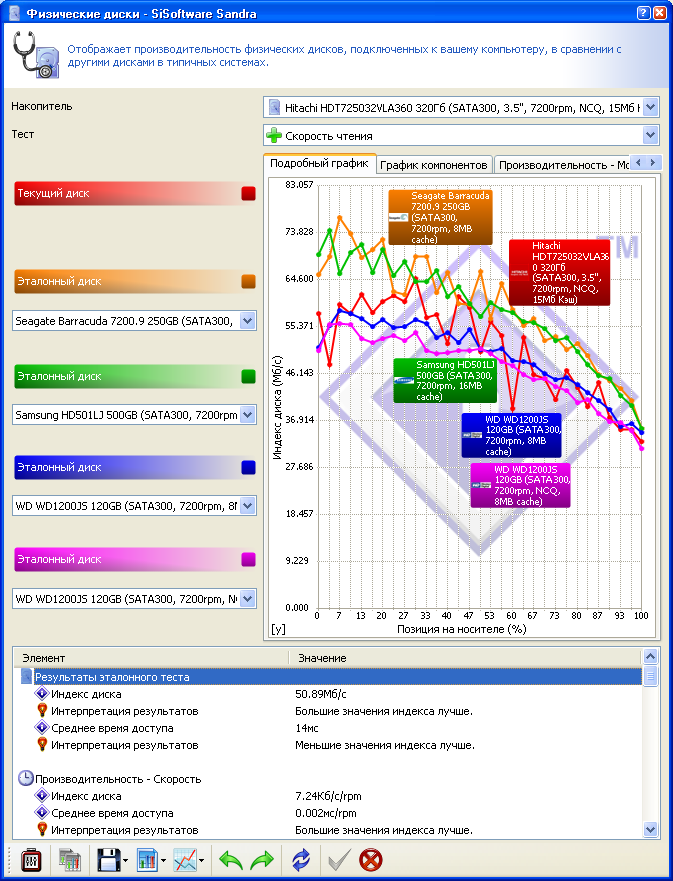 Физические диски - SiSoftware Sandra
Отображает производительность физических дисков, подключенных к вашему компьютеру, в сравнении с
другими дисками в типичных системах.
Накопитель
Hitachi HDT725032VLA360 320Гб (SATA300, 3.5", 7200rpm, NCQ, 15Мб К
Тест
Скорость чтения
Подробный график
График компонентов
Производительность - Мо
Текущий диск
Эталонный диск
Seagate Barracuda 7200.9 250GB (SATA300,
Эталонный диск
Samsung HD501LJ 500GB (SATA300, 7200rpm
Эталонный диск
WD WD1200JS 120GB (SATA300, 7200rpm, 8M
Эталонный диск
WD WD1200JS 120GB (SATA300, 7200rpm, N
83.057
73.828
64.600
55.371
46.143
36.914
27.686
18.457
9.229
0.000
Индекс диска (Мб/с)
TM
Seagate Barracuda
7200.9 250GB
(SATA300,
7200rpm, 8MB
cache)
Hitachi
HDT725032VLA36
0 320Гб
(SATA300, 3.5",
7200rpm, NCQ,
15Мб Кэш)
Samsung HD501LJ
500GB (SATA300,
7200rpm, 16MB
cache)
WD WD1200JS
120GB (SATA300,
7200rpm, 8MB
cache)
WD WD1200JS
120GB (SATA300,
7200rpm, NCQ,
8MB cache)
0 7 13 20 27 33 40 47 53 60 67 73 80 87 93 100
[y]
Позиция на носителе (%)
Элемент Значение
Результаты эталонного теста
Индекс диска 50.89Мб/с
Интерпретация результатов Большие значения индекса лучше.
Среднее время доступа 14мс
Интерпретация результатов Меньшие значения индекса лучше.
Производительность - Скорость
Индекс диска 7.24Кб/с/rpm
Среднее время доступа 0.002мс/rpm
Интерпретация результатов Большие значения индекса лучше.